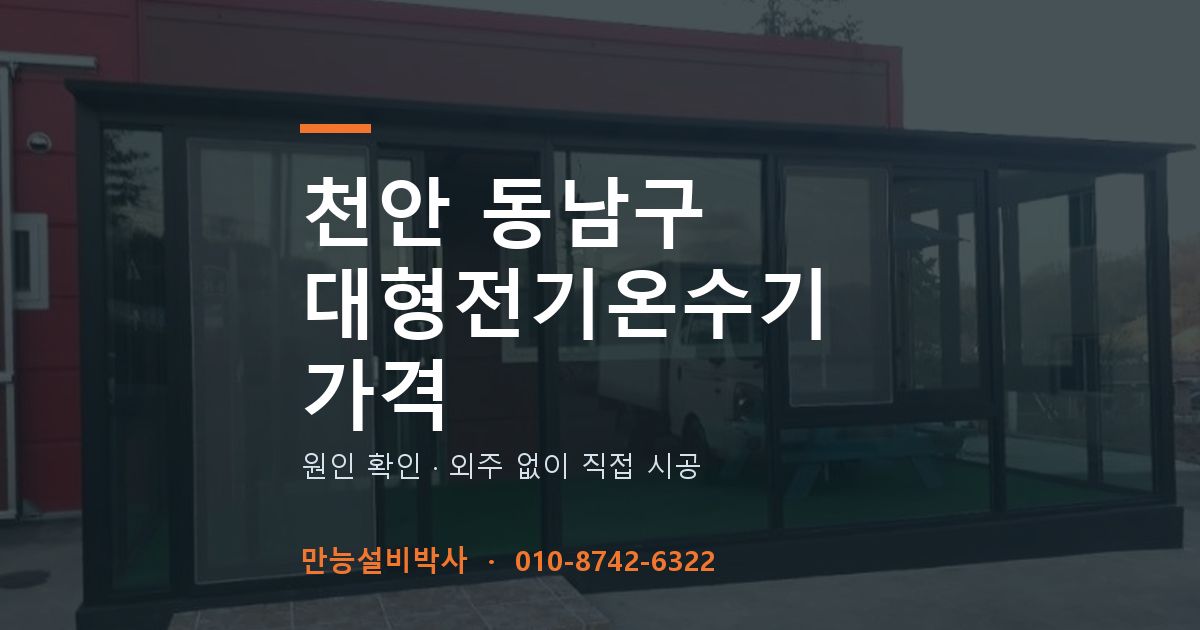 천안 동남구
대형전기온수기
가격
원인 확인 · 외주 없이 직접 시공
만능설비박사 · 010-8742-6322